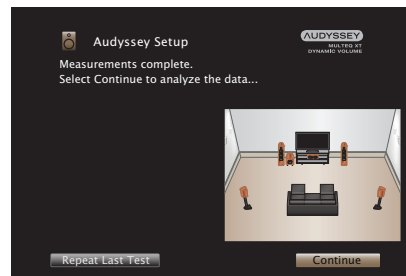 Audyssey Setup
AUDYSSEY
MULTEQ XT
DYNAMIC VOLUME
Measurements complete.
Select Continue to analyze the data...
Repeat Last Test
Continue